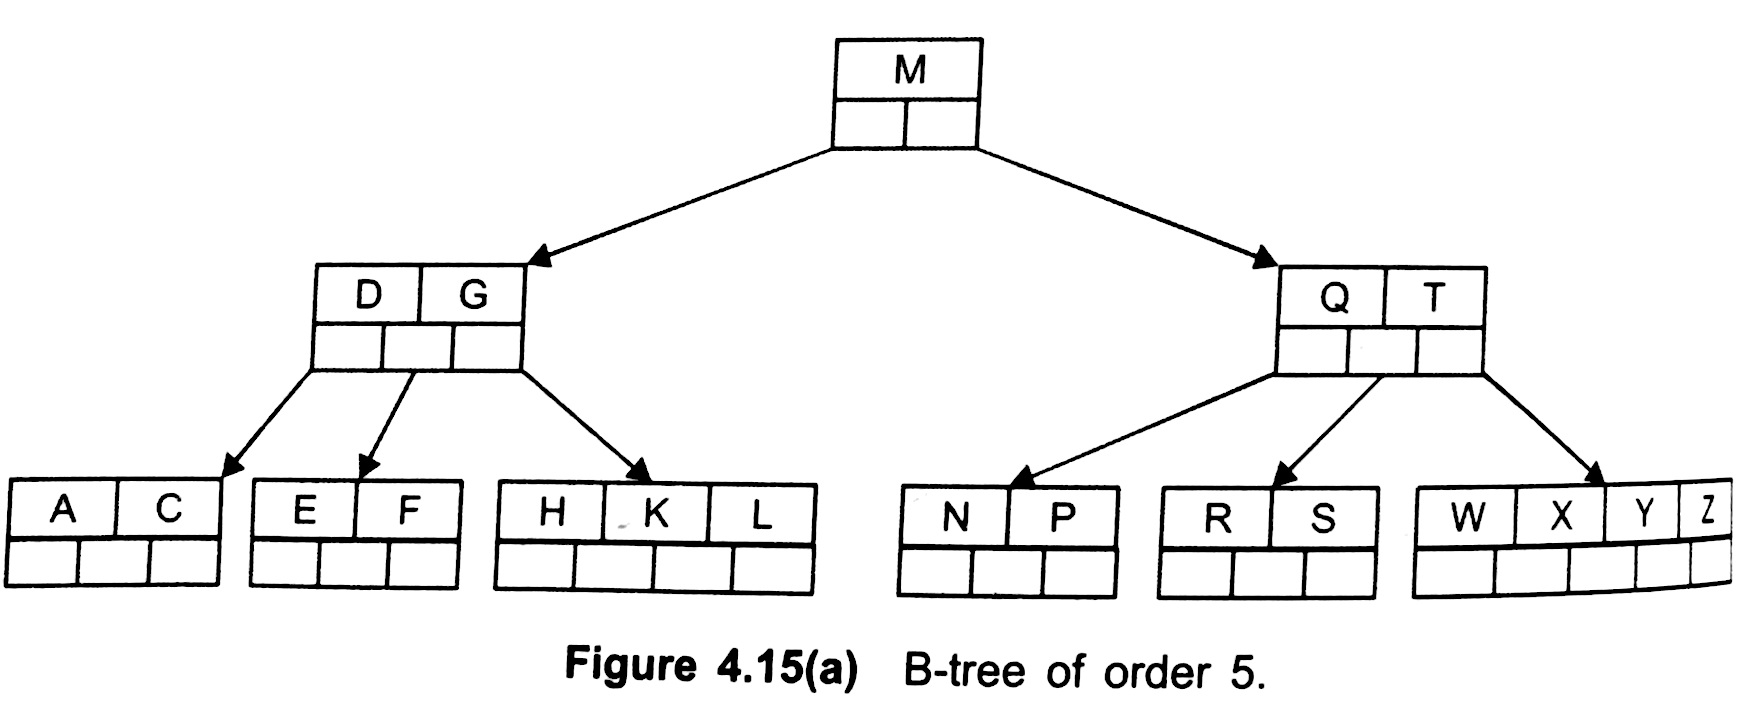 M
D G
Q T
A C
E F
H K L
N P
R S
W X Y Z
Figure 4.15(a) B-tree of order 5.